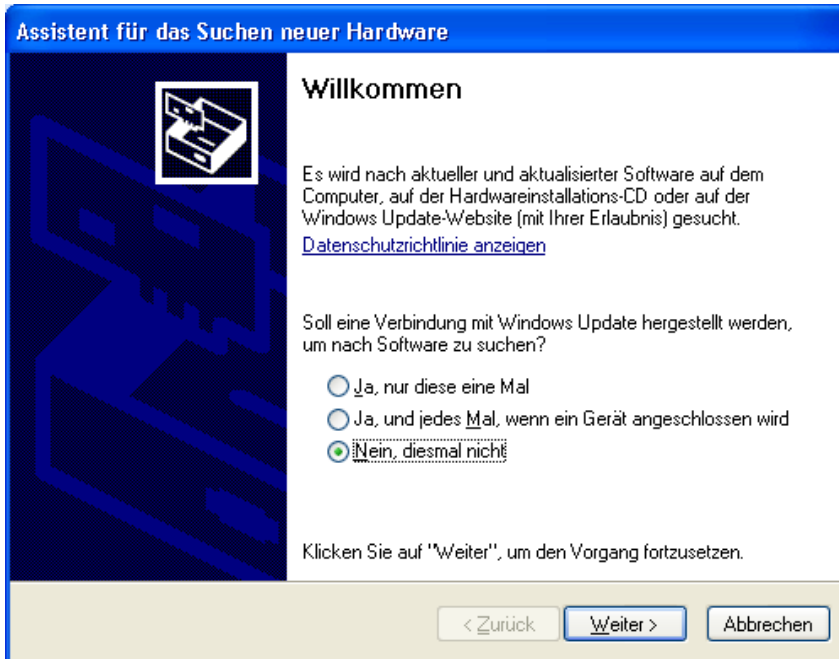 Assistent für das Suchen neuer Hardware
Willkommen
Es wird nach aktueller und aktualisierter Software auf dem
Computer, auf der Hardwareinstallations-CD oder auf der
Windows Update-Website (mit Ihrer Erlaubnis) gesucht.
Datenschutzrichtlinie anzeigen
Soll eine Verbindung mit Windows Update hergestellt werden,
um nach Software zu suchen?
Ja, nur diese eine Mal
Ja, und jedes Mal, wenn ein Gerät angeschlossen wird
Nein, diesmal nicht
Klicken Sie auf "Weiter", um den Vorgang fortzusetzen.
< Zurück Weiter > Abbrechen